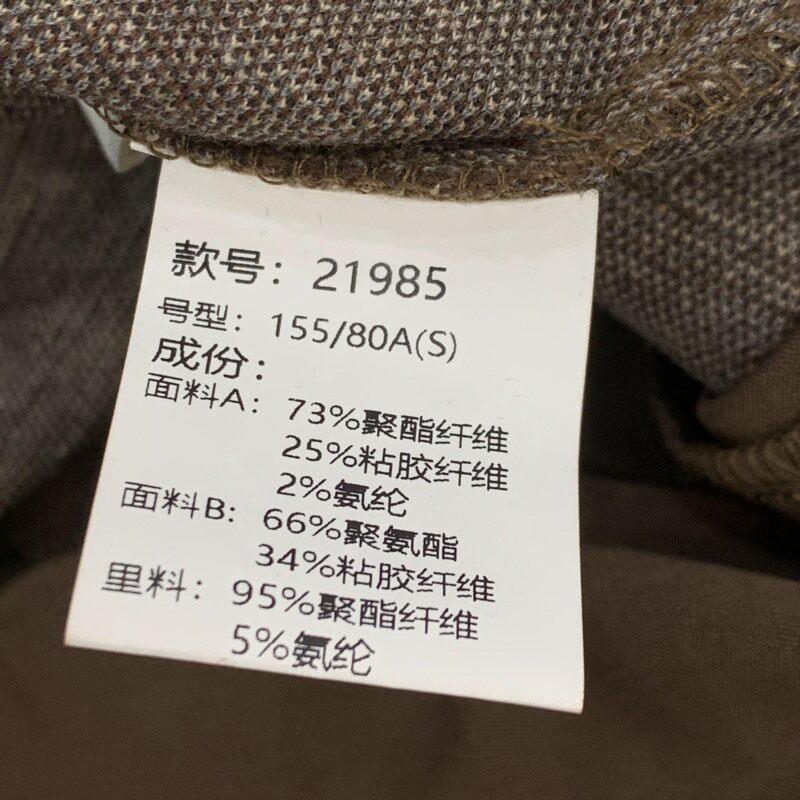 款号：21985
号型：155/80A(S)
成份：
面料A：73%聚酯纤维
25%粘胶纤维
2%氨纶
面料B：66%聚氨酯
34%粘胶纤维
里料：95%聚酯纤维
5%氨纶